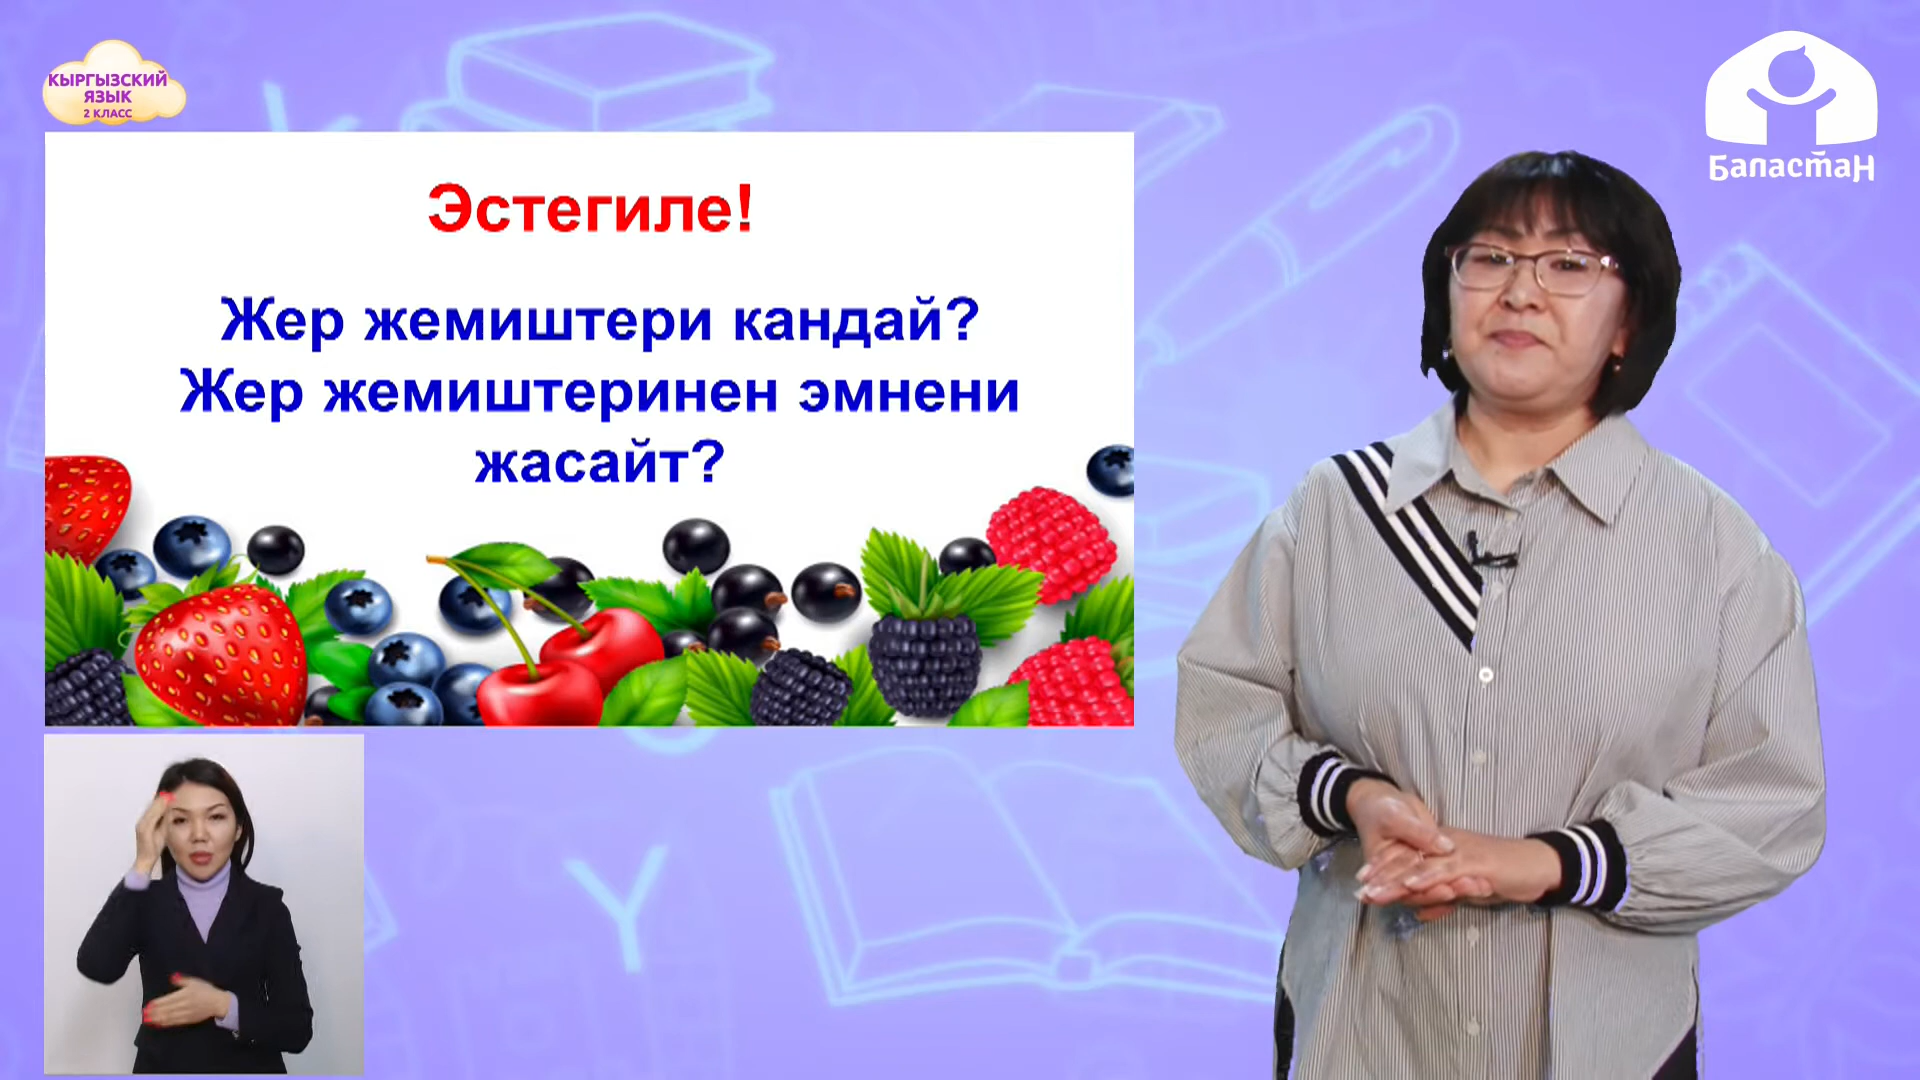 КЫРГЫЗСКИЙ
ЯЗЫК
2 КЛАСС
Баластан
Эстегиле!
Жер жемиштери кандай?
Жер жемиштеринен эмнени
жасайт?